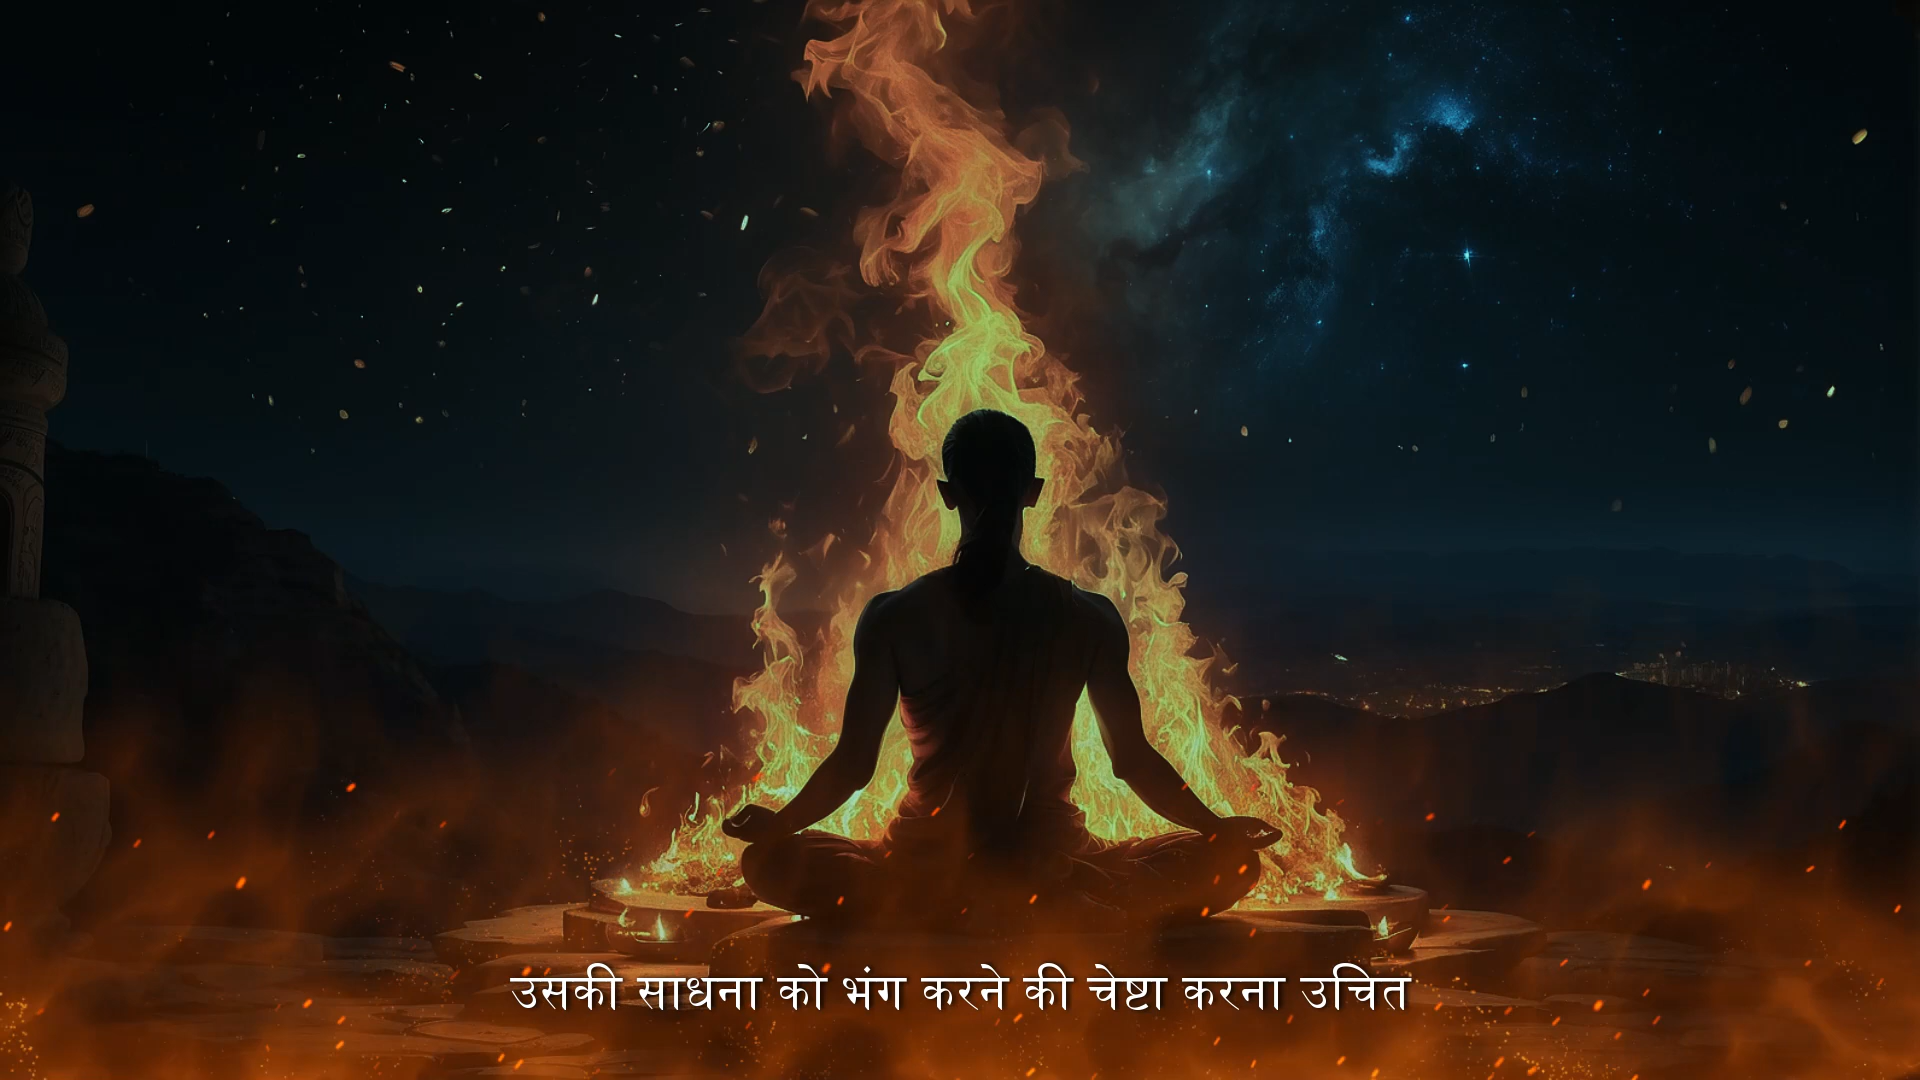 उसकी साधना को भंग करने की चेष्टा करना उचित